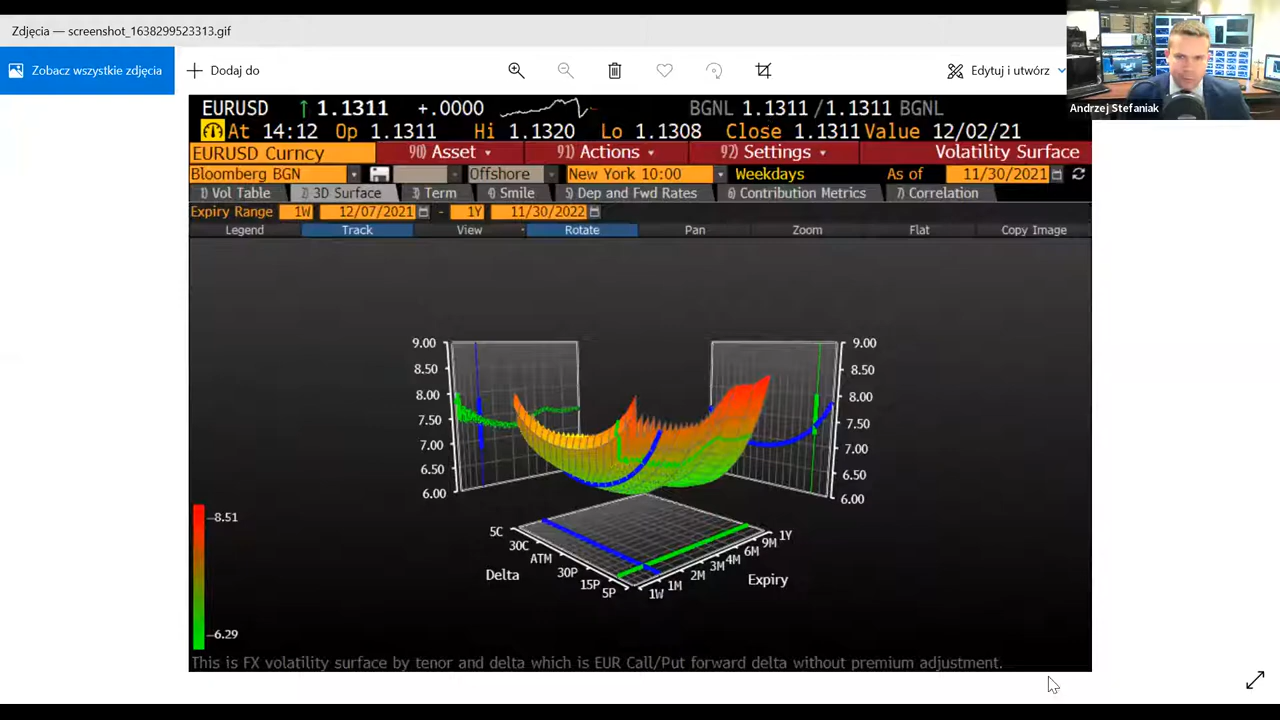 Zdjęcia — screenshot_1638299523313.gif
Zobacz wszystkie zdjęcia
Dodaj do
Edytuj i utwórz
Andrzej Stefaniak
EURUSD ↑ 1.1311 +.0000 BGNL 1.1311 /1.1311 BGNL
At 14:12 Op 1.1311 Hi 1.1320 Lo 1.1308 Close 1.1311 Value 12/02/21
EURUSD Curncy 90) Asset 91) Actions 92) Settings Volatility Surface
Bloomberg BGN Offshore New York 10:00 Weekdays As of 11/30/2021
1) Vol Table 2) 3D Surface 3) Term 4) Smile 5) Dep and Fwd Rates 6) Contribution Metrics 7) Correlation
Expiry Range 1W 12/07/2021 - 1Y 11/30/2022
Legend Track View Rotate Pan Zoom Flat Copy Image
9.00 9.00
8.50 8.50
8.00 8.00
7.50 7.50
7.00 7.00
6.50 6.50
6.00 6.00
8.51
6.29
5C
30C
ATM
30P
15P
5P
Delta
1W
1M
2M
3M
4M
6M
9M
1Y
Expiry
This is FX volatility surface by tenor and delta which is EUR Call/Put forward delta without premium adjustment.